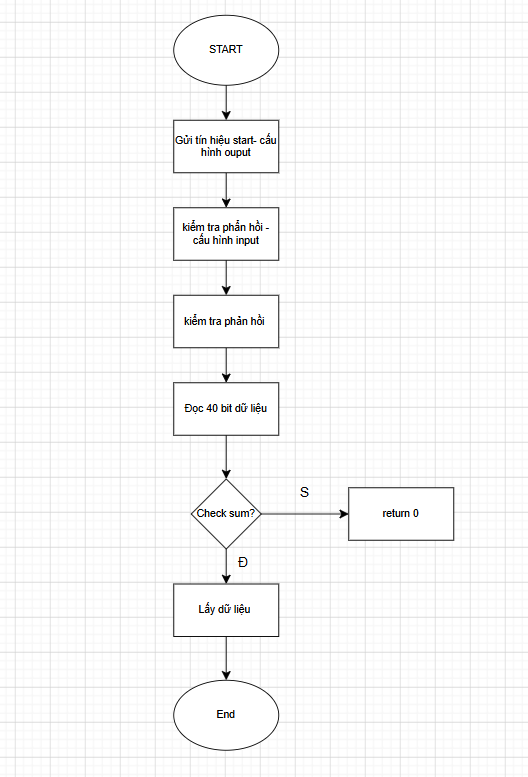 START
Gửi tín hiệu start- cấu
hình ouput
kiểm tra phẩn hồi -
cấu hình input
kiểm tra phản hồi
Đọc 40 bit dữ liệu
Check sum?
S
return 0
Đ
Lấy dữ liệu
End